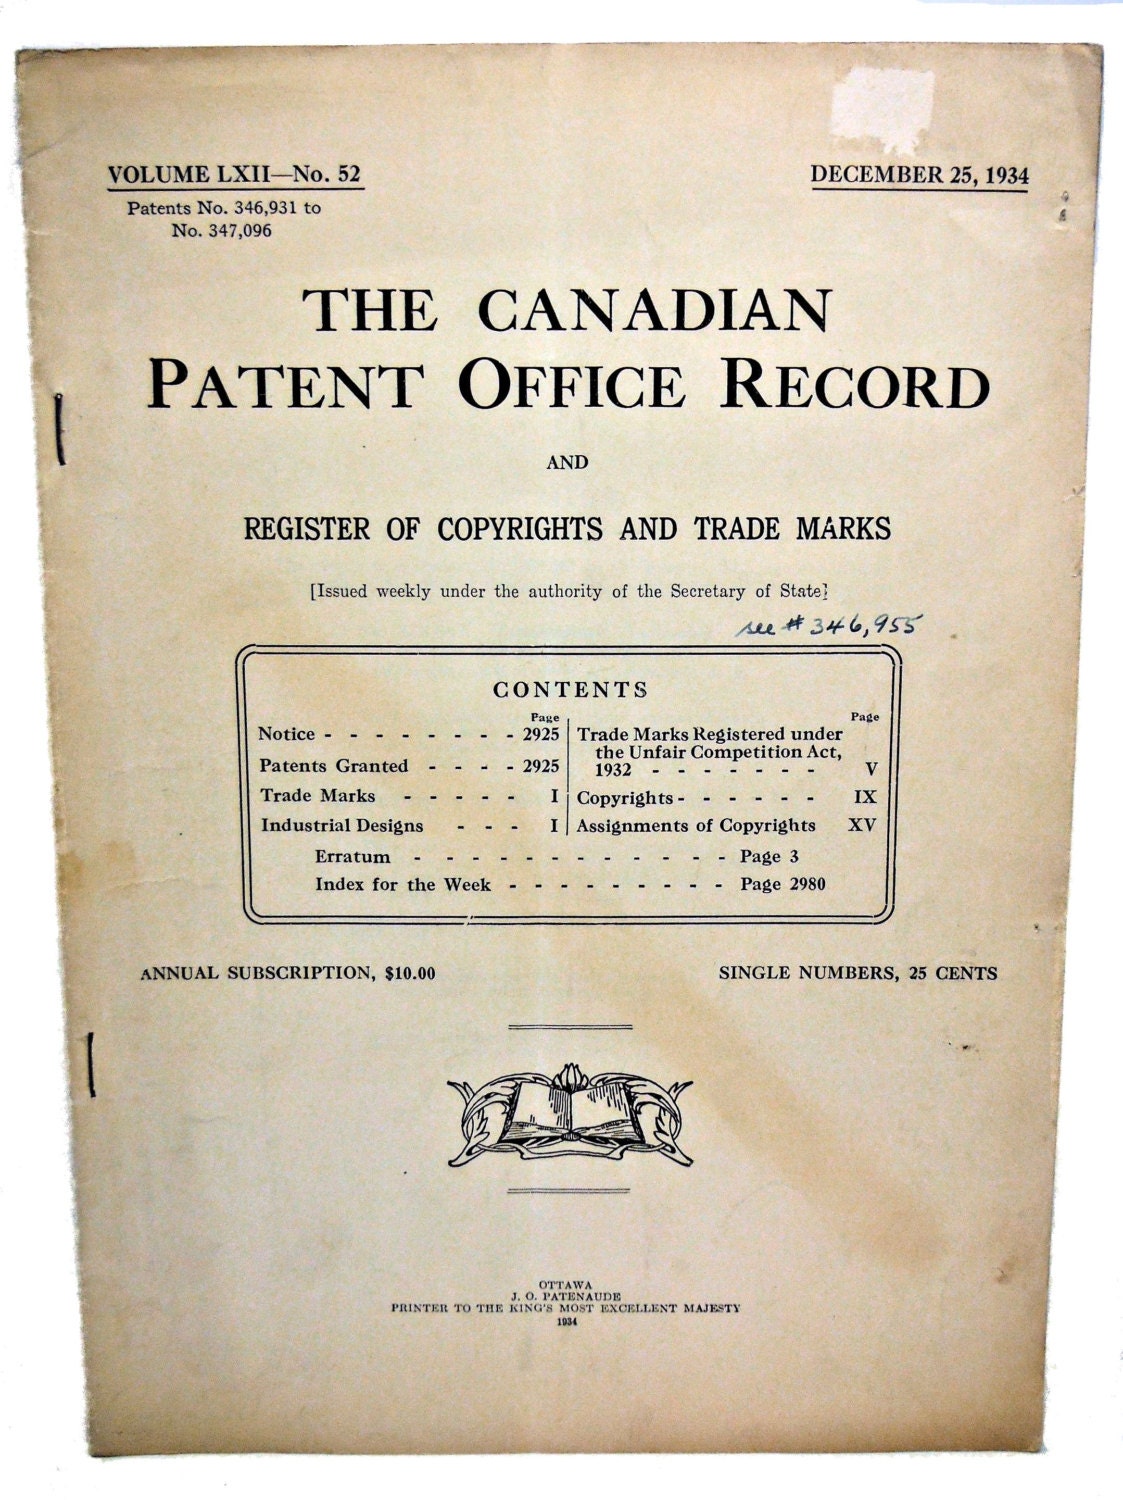 VOLUME LXII—No. 52
DECEMBER 25, 1934
Patents No. 346,931 to
No. 347,096
THE CANADIAN
PATENT OFFICE RECORD
AND
REGISTER OF COPYRIGHTS AND TRADE MARKS
[Issued weekly under the authority of the Secretary of State]
see # 346,955
CONTENTS
Page
Notice - - - - - - - - 2925
Patents Granted - - - - 2925
Trade Marks - - - - - I
Industrial Designs - - - I
Page
Trade Marks Registered under
the Unfair Competition Act,
1932 - - - - - - - V
Copyrights - - - - - - IX
Assignments of Copyrights XV
Erratum - - - - - - - - - - - - Page 3
Index for the Week - - - - - - - - - Page 2980
ANNUAL SUBSCRIPTION, $10.00
SINGLE NUMBERS, 25 CENTS
OTTAWA
J. O. PATENAUDE
PRINTER TO THE KING'S MOST EXCELLENT MAJESTY
1934